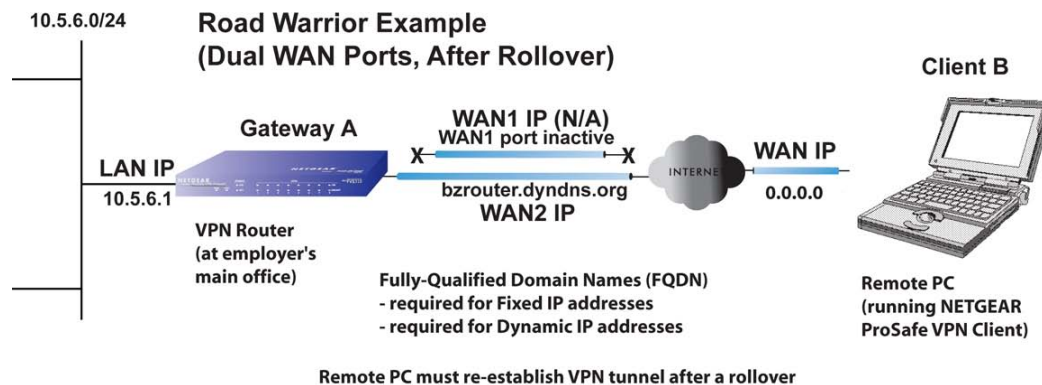 10.5.6.0/24
Road Warrior Example
(Dual WAN Ports, After Rollover)
Client B
Gateway A
WAN1 IP (N/A)
WAN1 port inactive
X
X
LAN IP
10.5.6.1
NETGEAR
bzrouter.dyndns.org
WAN2 IP
INTERNE
WAN IP
0.0.0.0
VPN Router
(at employer's
main office)
Fully-Qualified Domain Names (FQDN)
- required for Fixed IP addresses
- required for Dynamic IP addresses
Remote PC
(running NETGEAR
ProSafe VPN Client)
Remote PC must re-establish VPN tunnel after a rollover